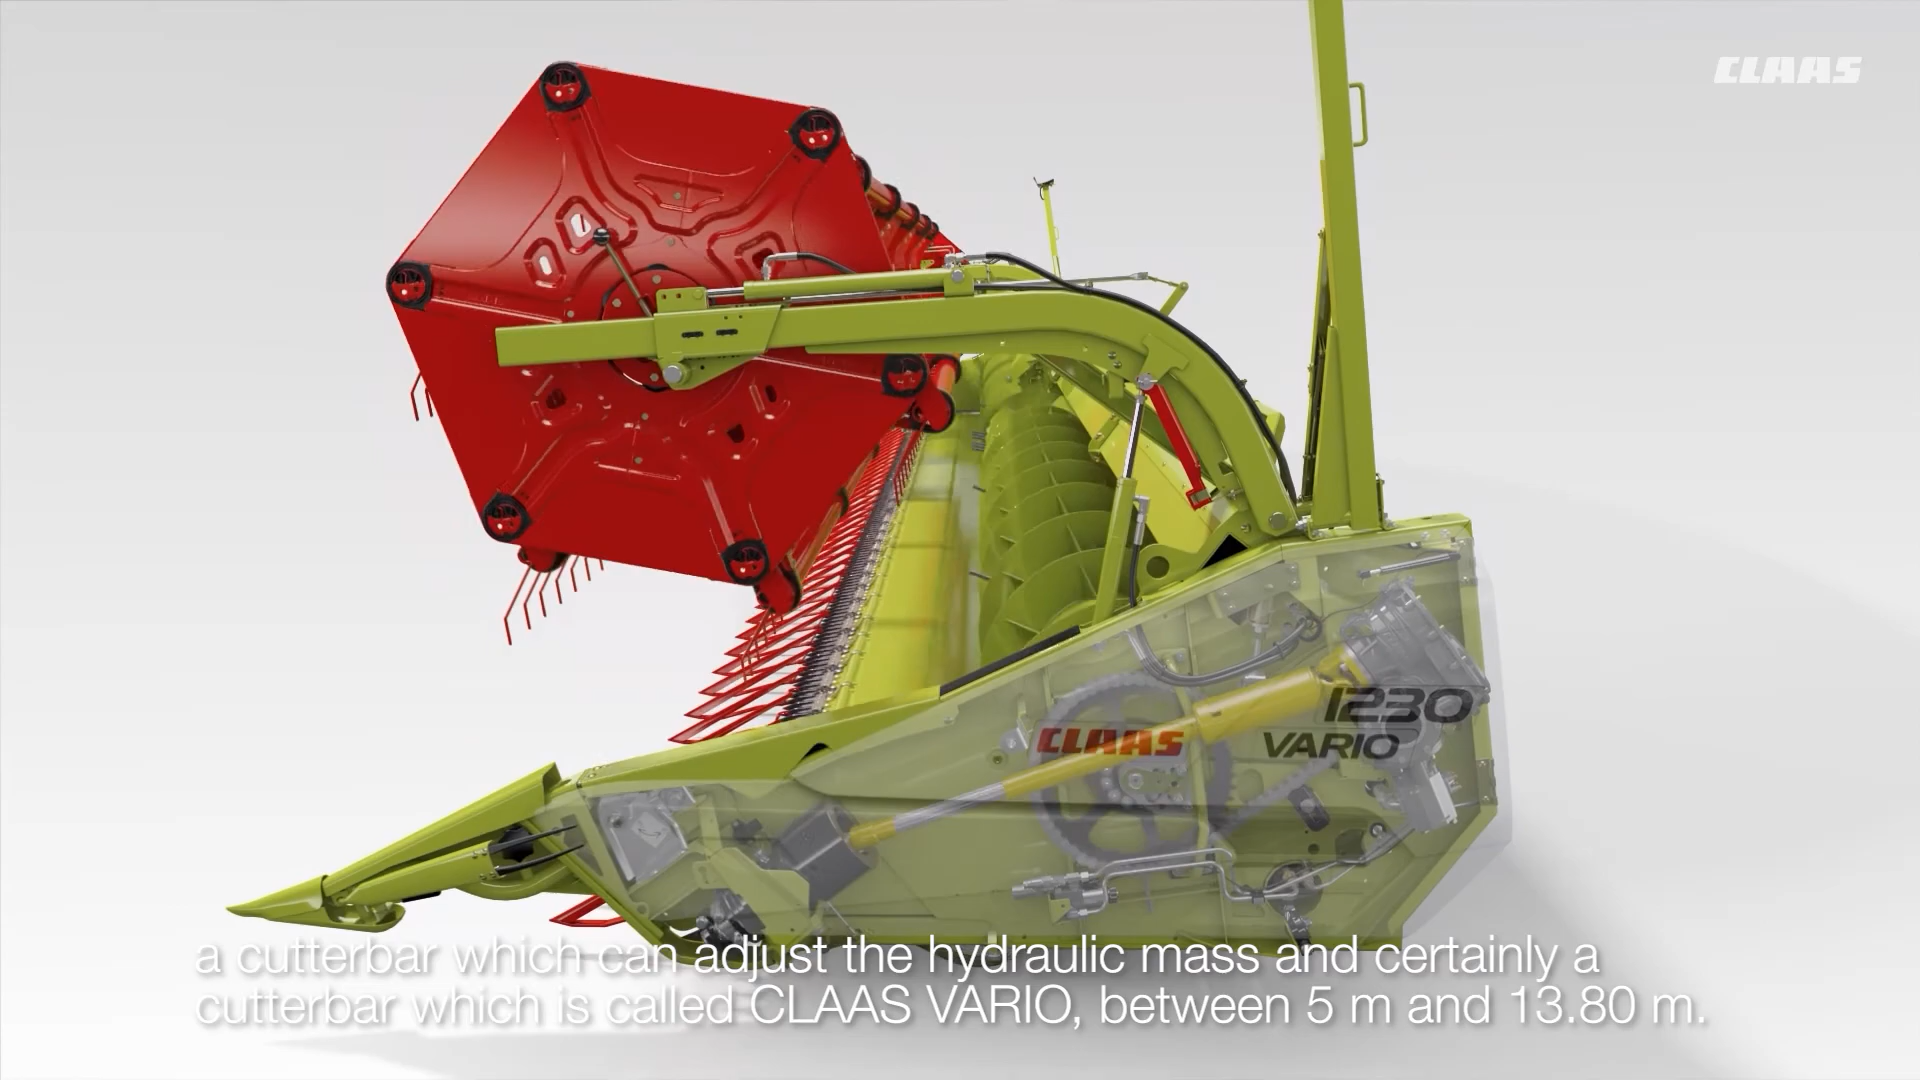 CLAAS
1230
CLAAS VARIO
a cutterbar which can adjust the hydraulic mass and certainly a
cutterbar which is called CLAAS VARIO, between 5 m and 13.80 m.